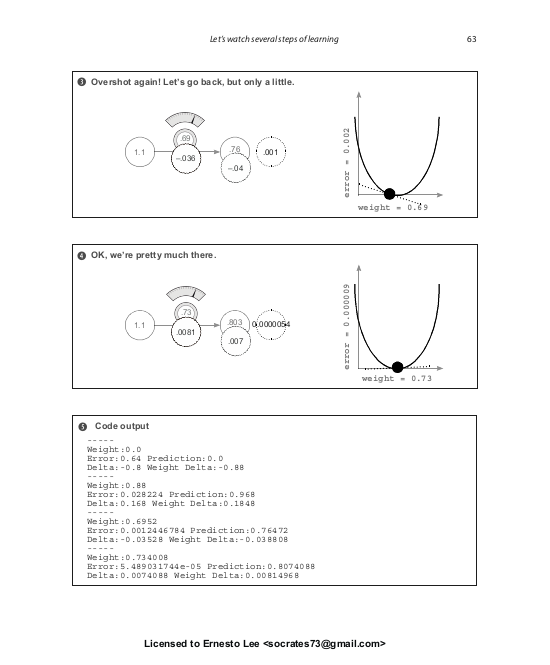 Let's watch several steps of learning
63
3 Overshot again! Let's go back, but only a little.
1.1
.69
–.036
.76
–.04
.001
error = 0.002
weight = 0.69
4 OK, we're pretty much there.
1.1
.73
.0081
.803
.007
0.0000054
error = 0.000009
weight = 0.73
5 Code output
-----
Weight:0.0
Error:0.64 Prediction:0.0
Delta:-0.8 Weight Delta:-0.88
-----
Weight:0.88
Error:0.028224 Prediction:0.968
Delta:0.168 Weight Delta:0.1848
-----
Weight:0.6952
Error:0.0012446784 Prediction:0.76472
Delta:-0.03528 Weight Delta:-0.038808
-----
Weight:0.734008
Error:5.489031744e-05 Prediction:0.8074088
Delta:0.0074088 Weight Delta:0.00814968
Licensed to Ernesto Lee <socrates73@gmail.com>